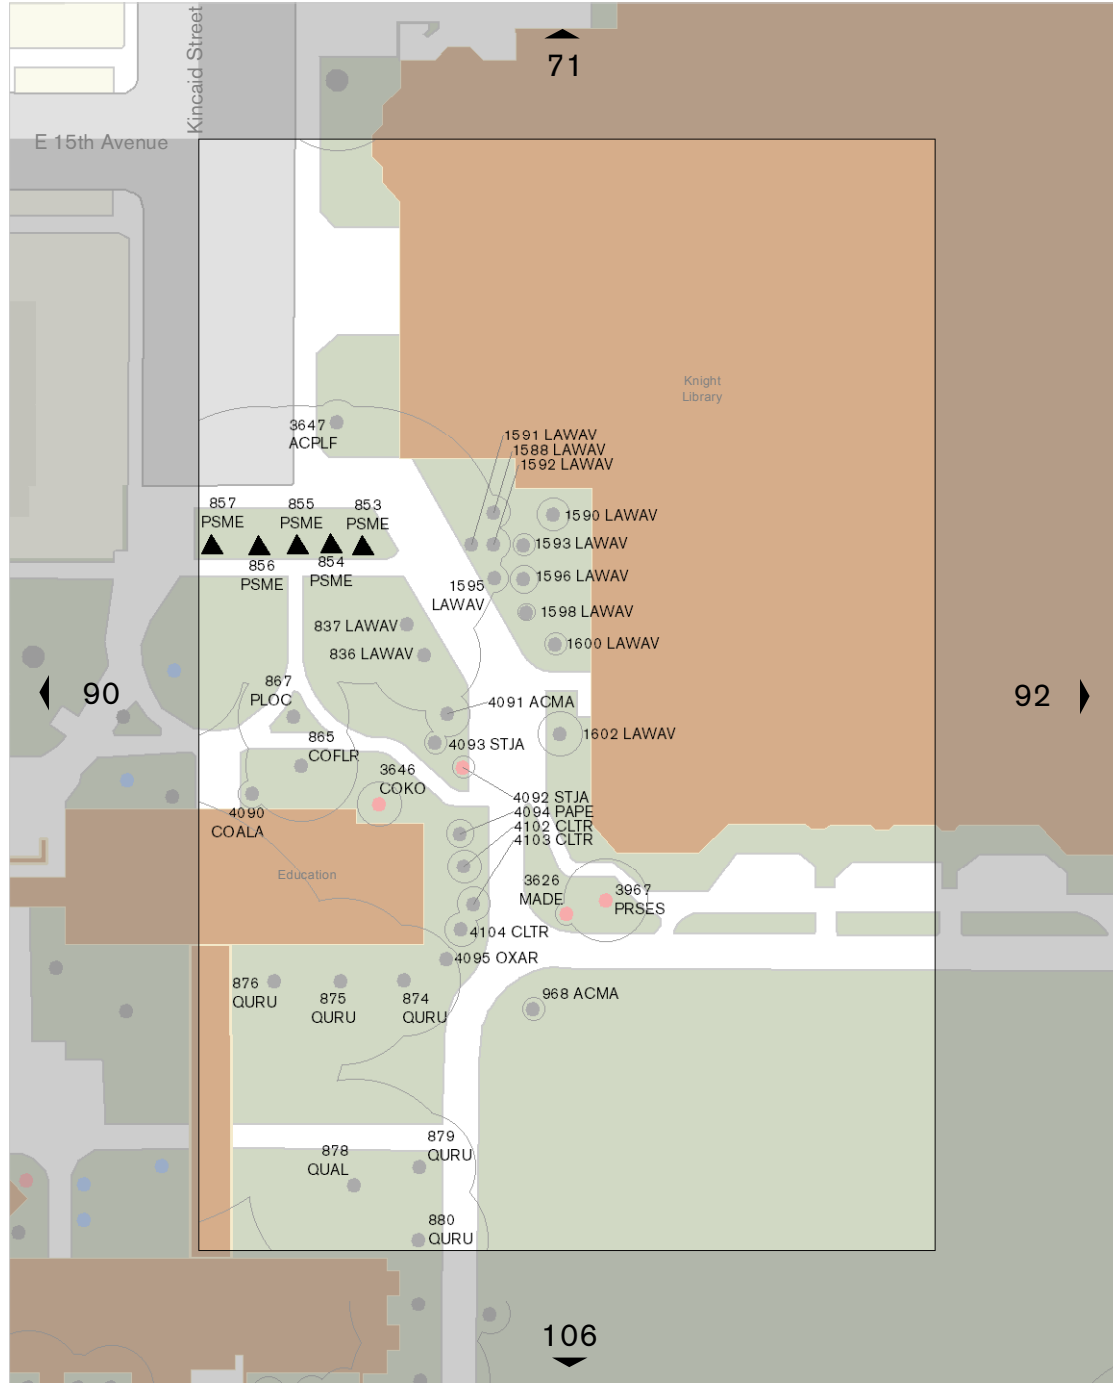 Kincaid Street
71
E 15th Avenue
Knight
Library
3647
ACPLF
1591 LAWAV
1588 LAWAV
1592 LAWAV
857
PSME
855
PSME
853
PSME
1590 LAWAV
1593 LAWAV
856
PSME
854
PSME
1595
LAWAV
1596 LAWAV
1598 LAWAV
837 LAWAV
836 LAWAV
1600 LAWAV
90
92
867
PLOC
4091 ACMA
865
COFLR
4093 STJA
1602 LAWAV
3646
COKO
4090
COALA
4092 STJA
4094 PAPE
4102 CLTR
4103 CLTR
Education
3626
MADE
3967
PRSES
4104 CLTR
4095 OXAR
876
QURU
875
QURU
874
QURU
968 ACMA
878
QUAL
879
QURU
880
QURU
106